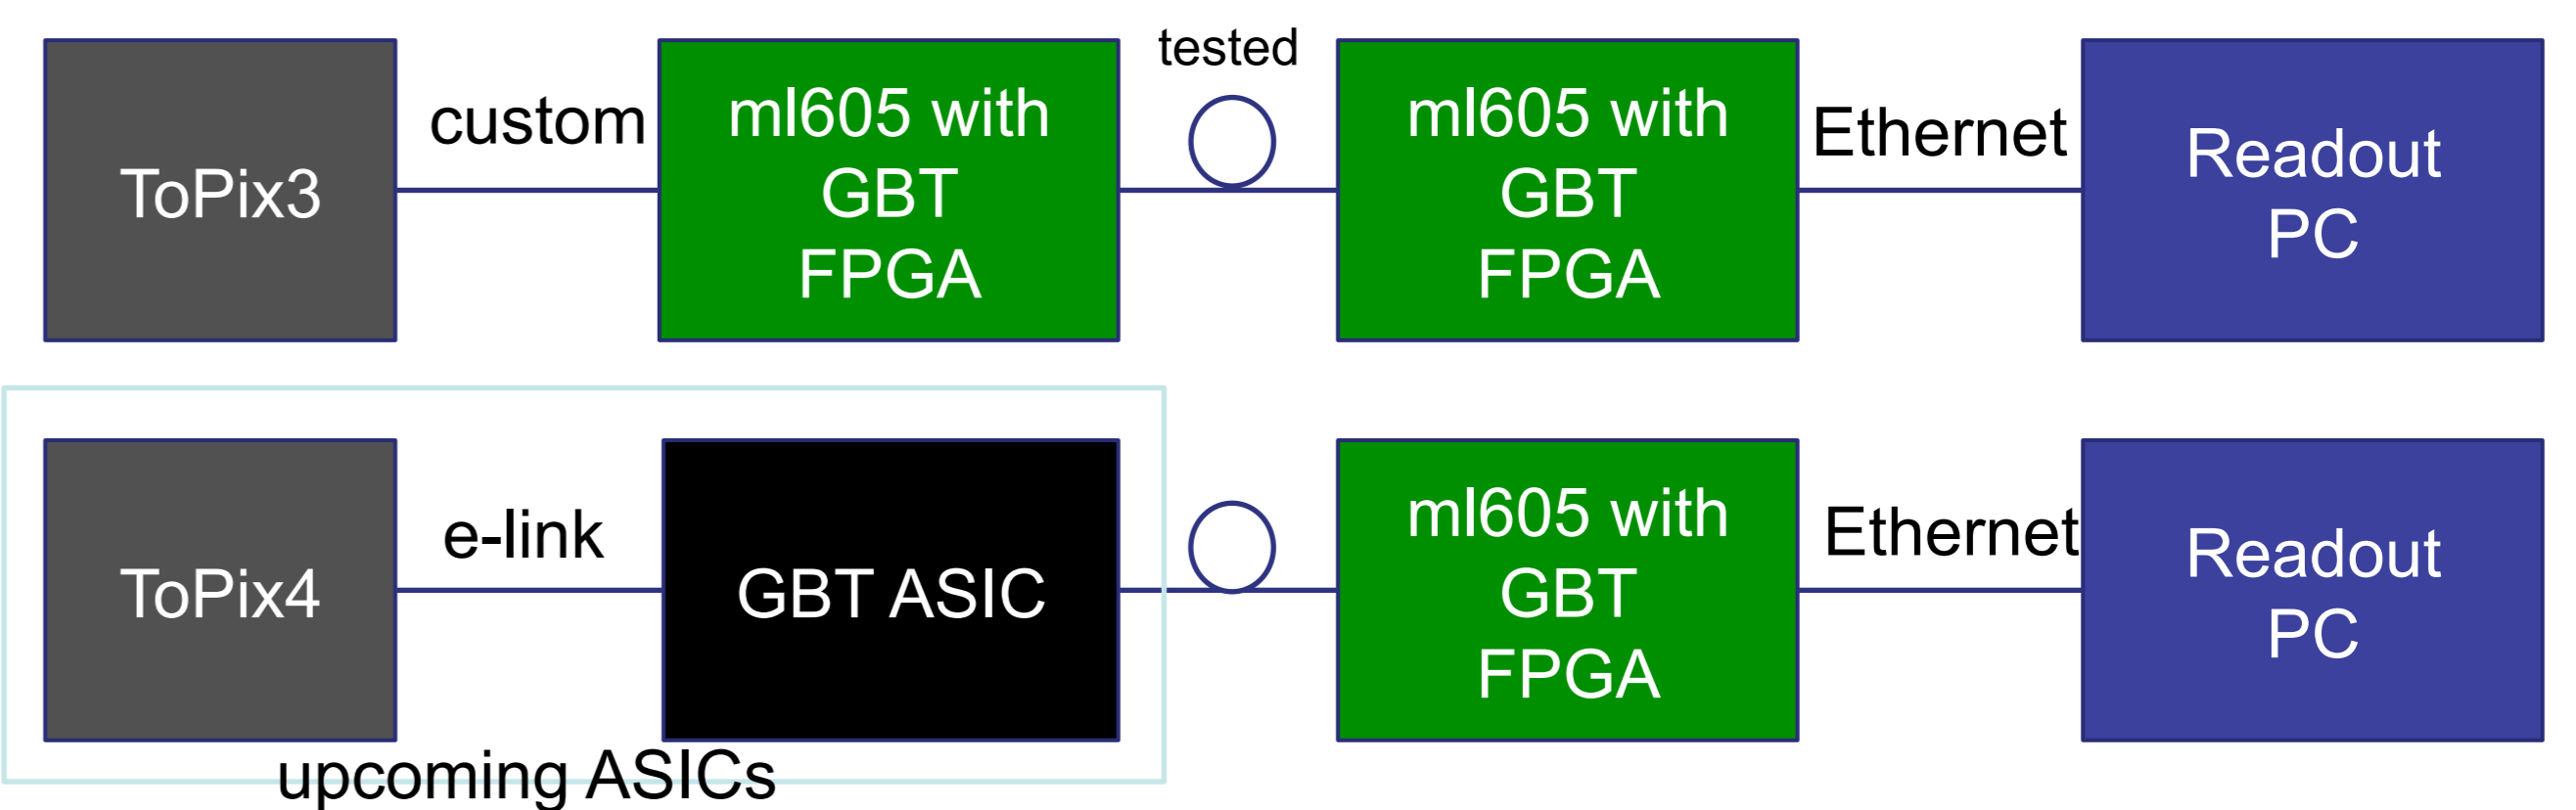 tested
ToPix3
custom
ml605 with
GBT
FPGA
ml605 with
GBT
FPGA
Ethernet
Readout
PC
ToPix4
e-link
GBT ASIC
ml605 with
GBT
FPGA
Ethernet
Readout
PC
upcoming ASICs